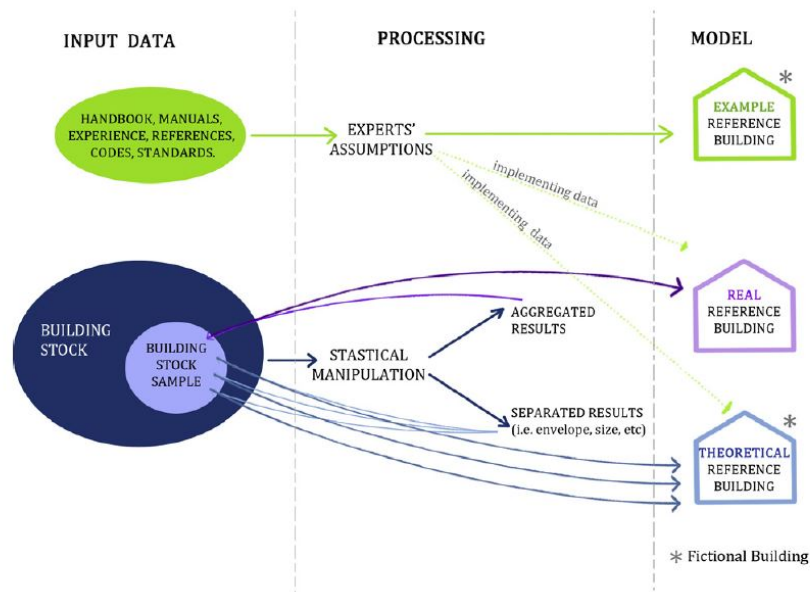 INPUT DATA
PROCESSING
MODEL
HANDBOOK, MANUALS,
EXPERIENCE, REFERENCES,
CODES, STANDARDS.
EXPERTS'
ASSUMPTIONS
*
EXAMPLE
REFERENCE
BUILDING
implementing data
implementing data
BUILDING
STOCK
BUILDING
STOCK
SAMPLE
STASTICAL
MANIPULATION
AGGREGATED
RESULTS
SEPARATED RESULTS
(i.e. envelope, size, etc)
REAL
REFERENCE
BUILDING
*
THEORETICAL
REFERENCE
BUILDING
* Fictional Building